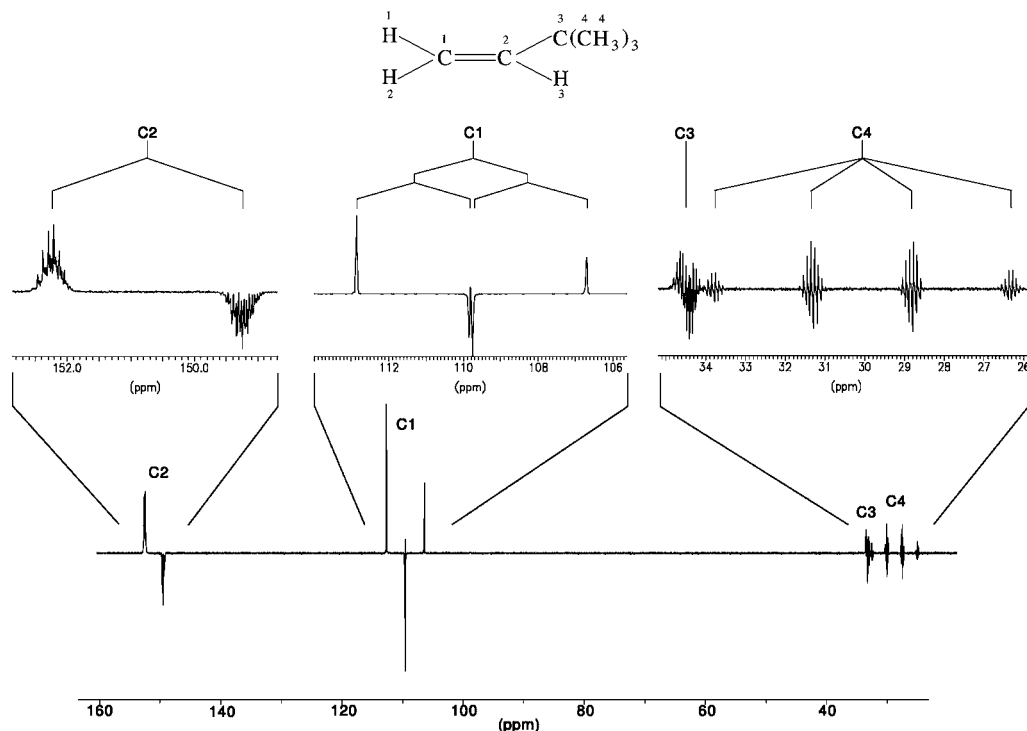 1 3 4 4
H 1 2 C(CH3)3
C C
H H
2 3
C2 C1 C3 C4
152.0 150.0 112 110 108 106 34 33 32 31 30 29 28 27 26
(ppm) (ppm) (ppm)
C1
C2
C3 C4
160 140 120 100 80 60 40
(ppm)